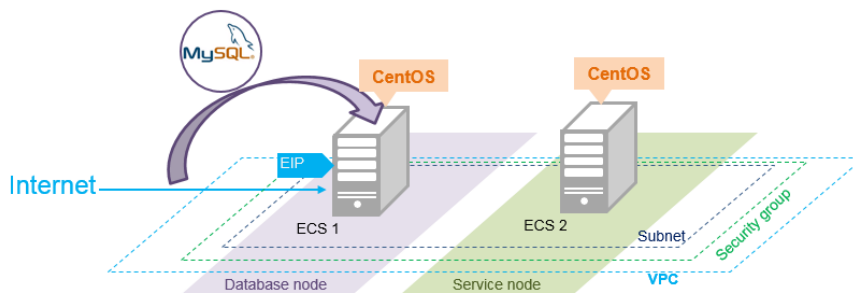 MySQL
CentOS
CentOS
EIP
Internet
ECS 1
ECS 2
Subnet
Security group
VPC
Database node
Service node